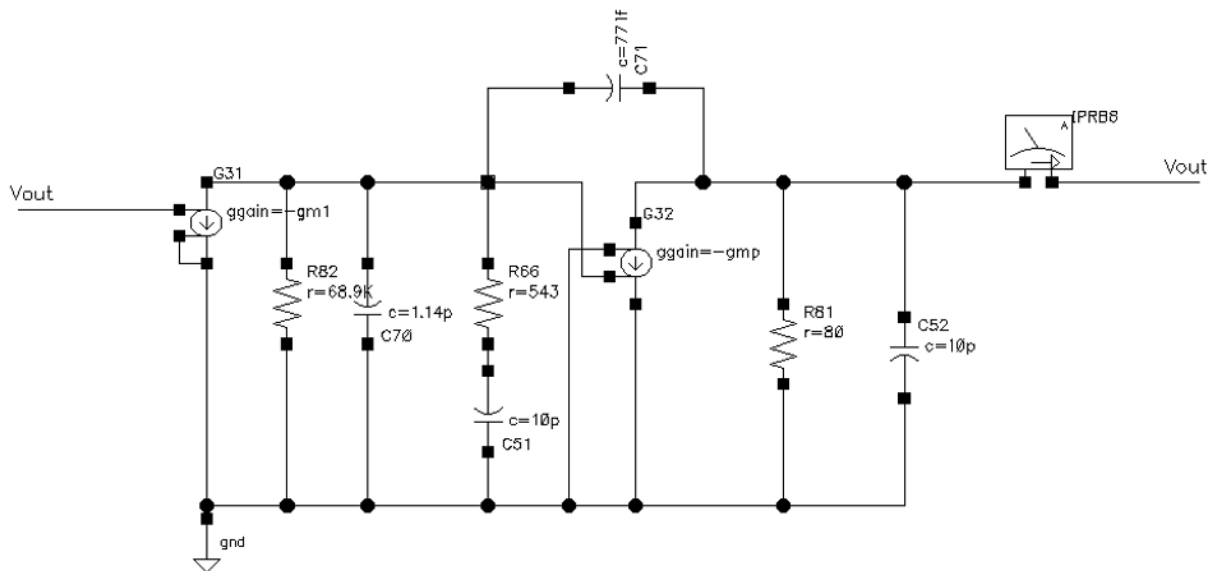 c=771f
C71
A
IPRB8
Vout
G31
ggain=-gm1
Vout
G32
ggain=-gmp
R82
r=68.9K
R66
r=543
c=1.14p
C70
R81
r=80
C52
c=10p
c=10p
C51
gnd